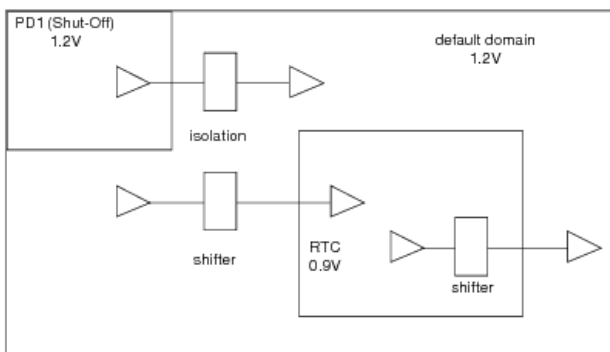 PD1 (Shut-Off)
1.2V
default domain
1.2V
isolation
shifter
RTC
0.9V
shifter